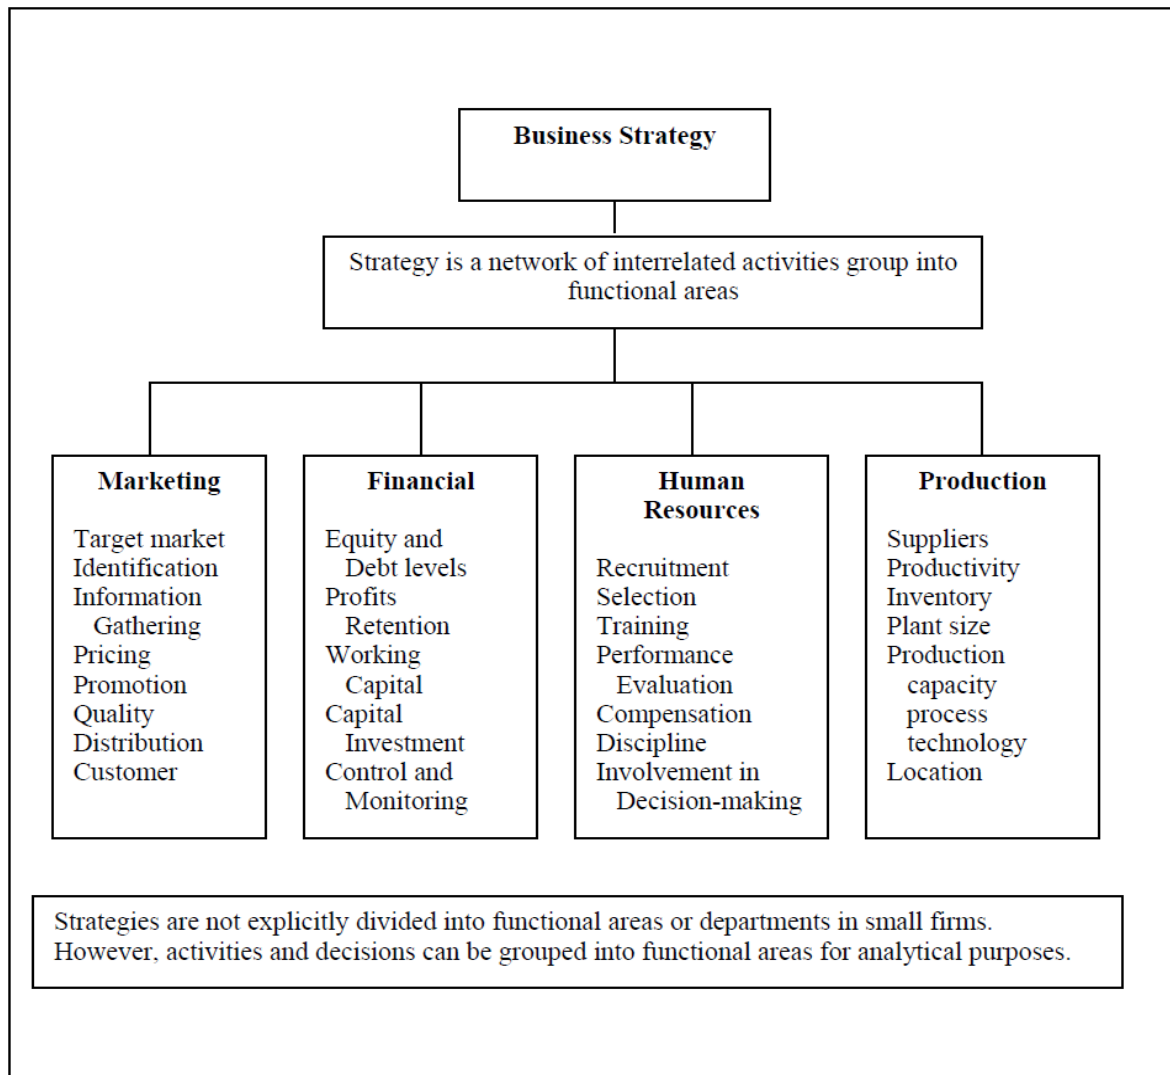 Business Strategy
Strategy is a network of interrelated activities group into
functional areas
Marketing
Target market
Identification
Information
Gathering
Pricing
Promotion
Quality
Distribution
Customer
Financial
Equity and
Debt levels
Profits
Retention
Working
Capital
Capital
Investment
Control and
Monitoring
Human
Resources
Recruitment
Selection
Training
Performance
Evaluation
Compensation
Discipline
Involvement in
Decision-making
Production
Suppliers
Productivity
Inventory
Plant size
Production
capacity
process
technology
Location
Strategies are not explicitly divided into functional areas or departments in small firms.
However, activities and decisions can be grouped into functional areas for analytical purposes.